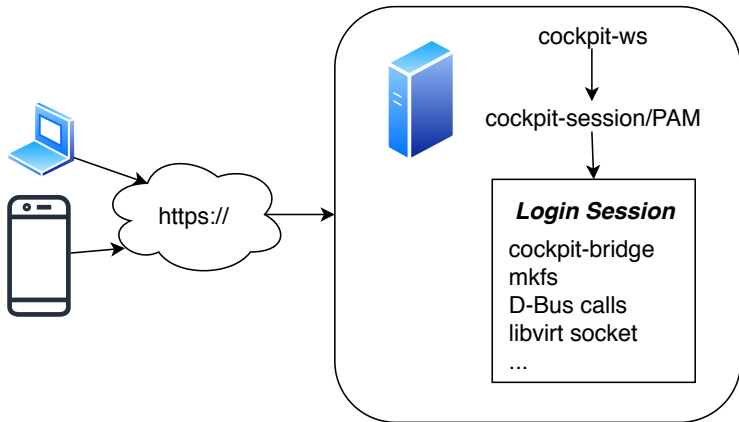 https://
cockpit-ws
cockpit-session/PAM
Login Session
cockpit-bridge
mkfs
D-Bus calls
libvirt socket
...